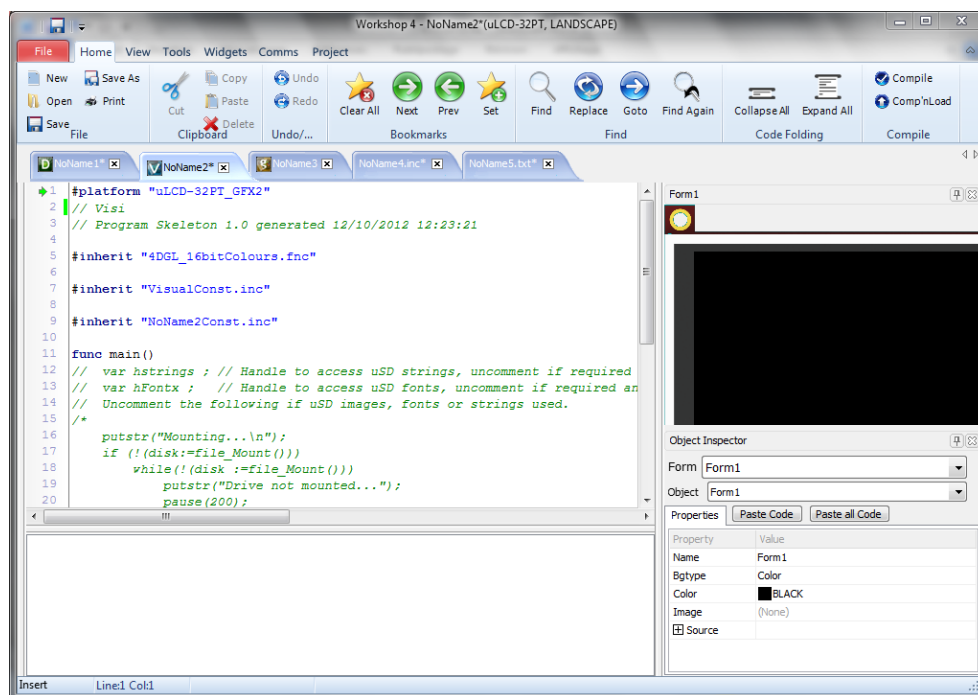 Workshop 4 - NoName2*(uLCD-32PT, LANDSCAPE)
File Home View Tools Widgets Comms Project
New Save As Copy Undo Compile
Open Print Cut Paste Redo Clear All Next Prev Set Find Replace Goto Find Again Collapse All Expand All Comp'nLoad
Save Delete
File Clipboard Undo/... Bookmarks Find Code Folding Compile
NoName1* NoName2* NoName3 NoName4.inc* NoName5.txt*
1 #platform "uLCD-32PT_GFX2"
2 // Visi
3 // Program Skeleton 1.0 generated 12/10/2012 12:23:21
4
5 #inherit "4DGL_16bitColours.fnc"
6
7 #inherit "VisualConst.inc"
8
9 #inherit "NoName2Const.inc"
10
11 func main()
12 // var hstrings ; // Handle to access uSD strings, uncomment if required
13 // var hFontx ; // Handle to access uSD fonts, uncomment if required an
14 // Uncomment the following if uSD images, fonts or strings used.
15 /*
16 putstr("Mounting...\n");
17 if (!(disk:=file_Mount()))
18 while(!(disk :=file_Mount()))
19 putstr("Drive not mounted...");
20 pause(200);
Form1
Object Inspector
Form Form1
Object Form1
Properties Paste Code Paste all Code
Property Value
Name Form1
Bgtype Color
Color BLACK
Image (None)
Source
Insert Line:1 Col:1